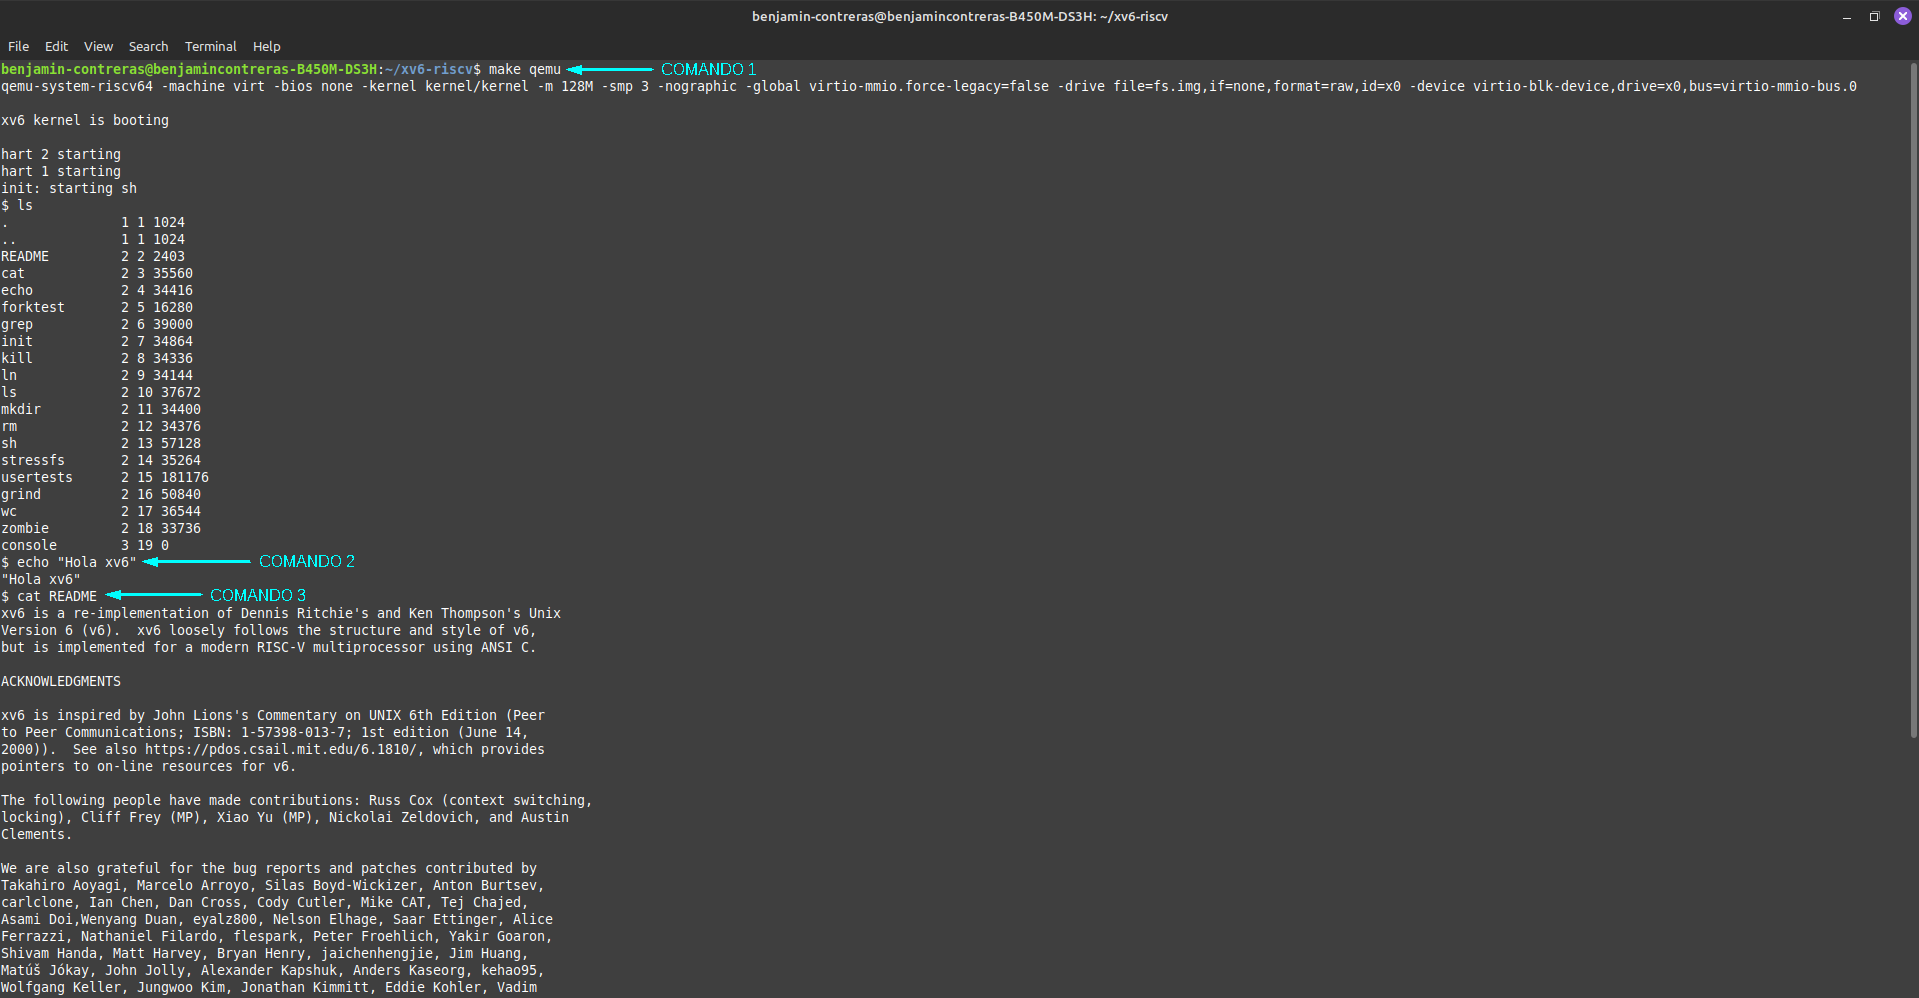 benjamin-contreras@benjamincontreras-B450M-DS3H: ~/xv6-riscv
File Edit View Search Terminal Help
benjamin-contreras@benjamincontreras-B450M-DS3H:~/xv6-riscv$ make qemu COMANDO 1
qemu-system-riscv64 -machine virt -bios none -kernel kernel/kernel -m 128M -smp 3 -nographic -global virtio-mmio.force-legacy=false -drive file=fs.img,if=none,format=raw,id=x0 -device virtio-blk-device,drive=x0,bus=virtio-mmio-bus.0
xv6 kernel is booting
hart 2 starting
hart 1 starting
init: starting sh
$ ls
. 1 1 1024
.. 1 1 1024
README 2 2 2403
cat 2 3 35560
echo 2 4 34416
forktest 2 5 16280
grep 2 6 39000
init 2 7 34864
kill 2 8 34336
ln 2 9 34144
ls 2 10 37672
mkdir 2 11 34400
rm 2 12 34376
sh 2 13 57128
stressfs 2 14 35264
usertests 2 15 181176
grind 2 16 50840
wc 2 17 36544
zombie 2 18 33736
console 3 19 0
$ echo "Hola xv6" COMANDO 2
"Hola xv6"
$ cat README COMANDO 3
xv6 is a re-implementation of Dennis Ritchie's and Ken Thompson's Unix
Version 6 (v6).  xv6 loosely follows the structure and style of v6,
but is implemented for a modern RISC-V multiprocessor using ANSI C.
ACKNOWLEDGMENTS
xv6 is inspired by John Lions's Commentary on UNIX 6th Edition (Peer
to Peer Communications; ISBN: 1-57398-013-7; 1st edition (June 14,
2000)).  See also https://pdos.csail.mit.edu/6.1810/, which provides
pointers to on-line resources for v6.
The following people have made contributions: Russ Cox (context switching,
locking), Cliff Frey (MP), Xiao Yu (MP), Nickolai Zeldovich, and Austin
Clements.
We are also grateful for the bug reports and patches contributed by
Takahiro Aoyagi, Marcelo Arroyo, Silas Boyd-Wickizer, Anton Burtsev,
carlclone, Ian Chen, Dan Cross, Cody Cutler, Mike CAT, Tej Chajed,
Asami Doi,Wenyang Duan, eyalz800, Nelson Elhage, Saar Ettinger, Alice
Ferrazzi, Nathaniel Filardo, flespark, Peter Froehlich, Yakir Goaron,
Shivam Handa, Matt Harvey, Bryan Henry, jaichenhengjie, Jim Huang,
Matúš Jókay, John Jolly, Alexander Kapshuk, Anders Kaseorg, kehao95,
Wolfgang Keller, Jungwoo Kim, Jonathan Kimmitt, Eddie Kohler, Vadim